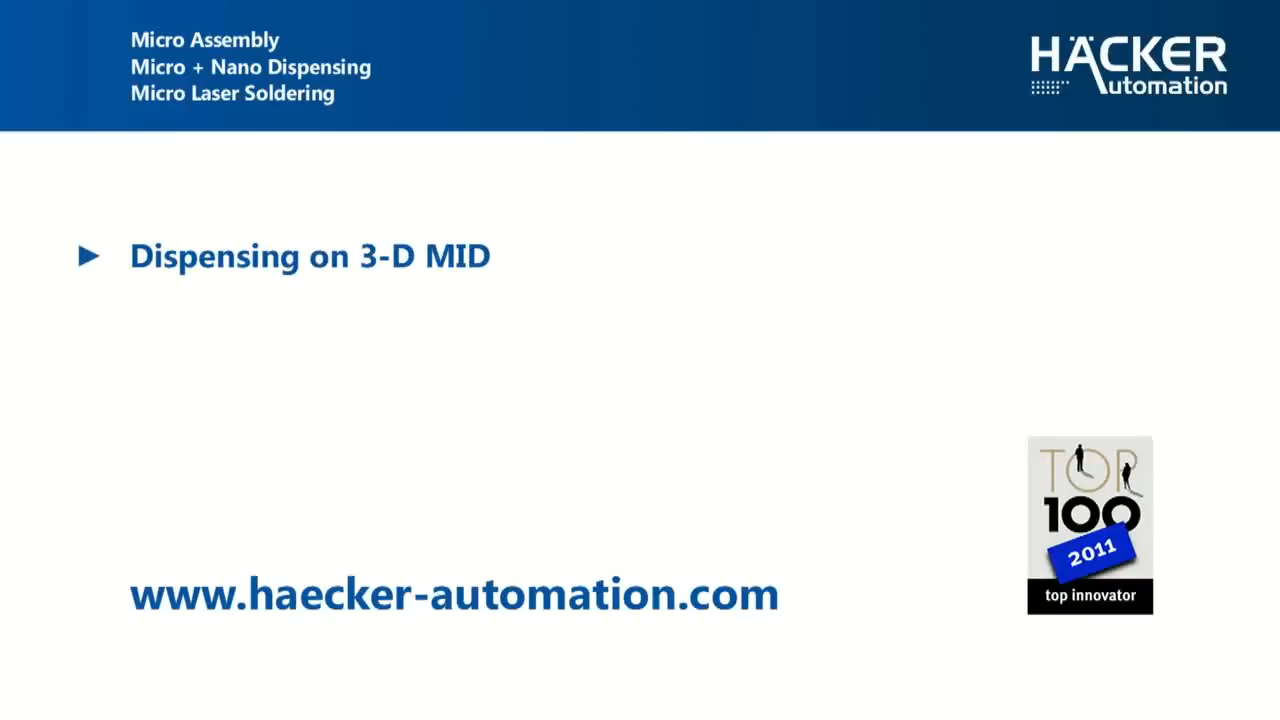 Micro Assembly
Micro + Nano Dispensing
Micro Laser Soldering
HÄCKER
Automation
► Dispensing on 3-D MID
TOP
100
2011
top innovator
www.haecker-automation.com